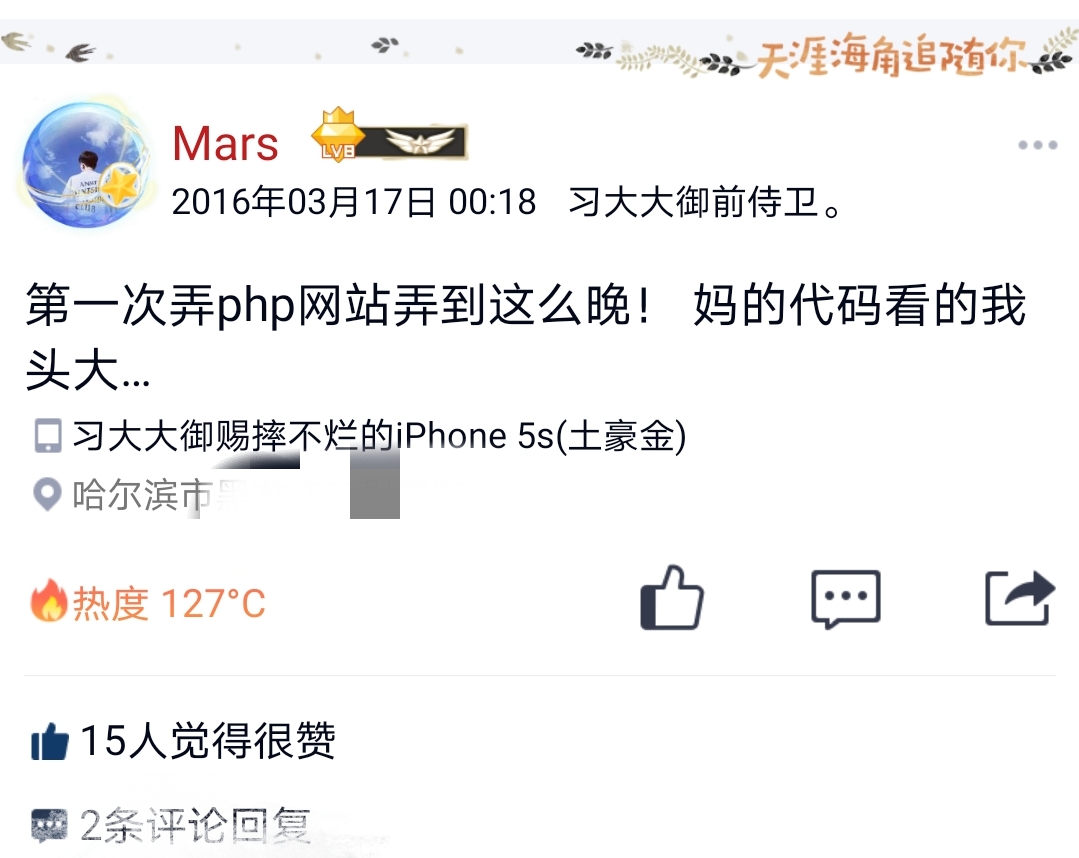 天涯海角追随你
Mars LV8
2016年03月17日 00:18 习大大御前侍卫。
第一次弄php网站弄到这么晚! 妈的代码看的我
头大...
习大大御赐摔不烂的iPhone 5s(土豪金)
哈尔滨市
热度 127°C
15人觉得很赞
2条评论回复